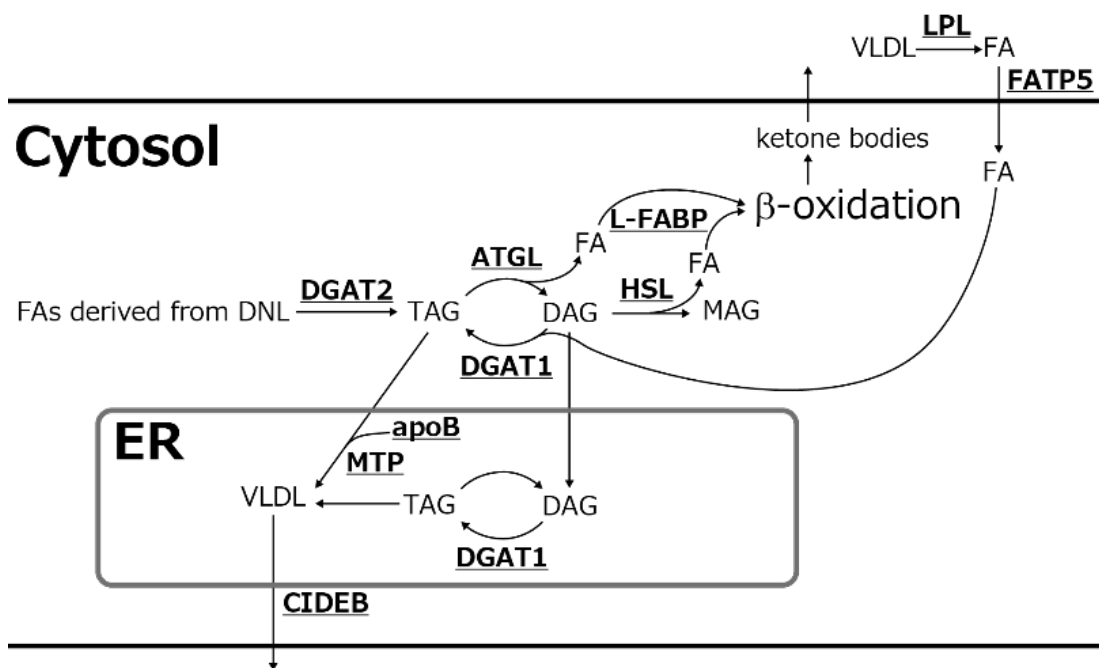 LPL
VLDL FA
FATP5
Cytosol
ketone bodies
FA
β-oxidation
L-FABP
FA
ATGL
FA
DGAT2
HSL
FAs derived from DNL TAG DAG MAG
DGAT1
ER
apoB
MTP
VLDL TAG DAG
DGAT1
CIDEB